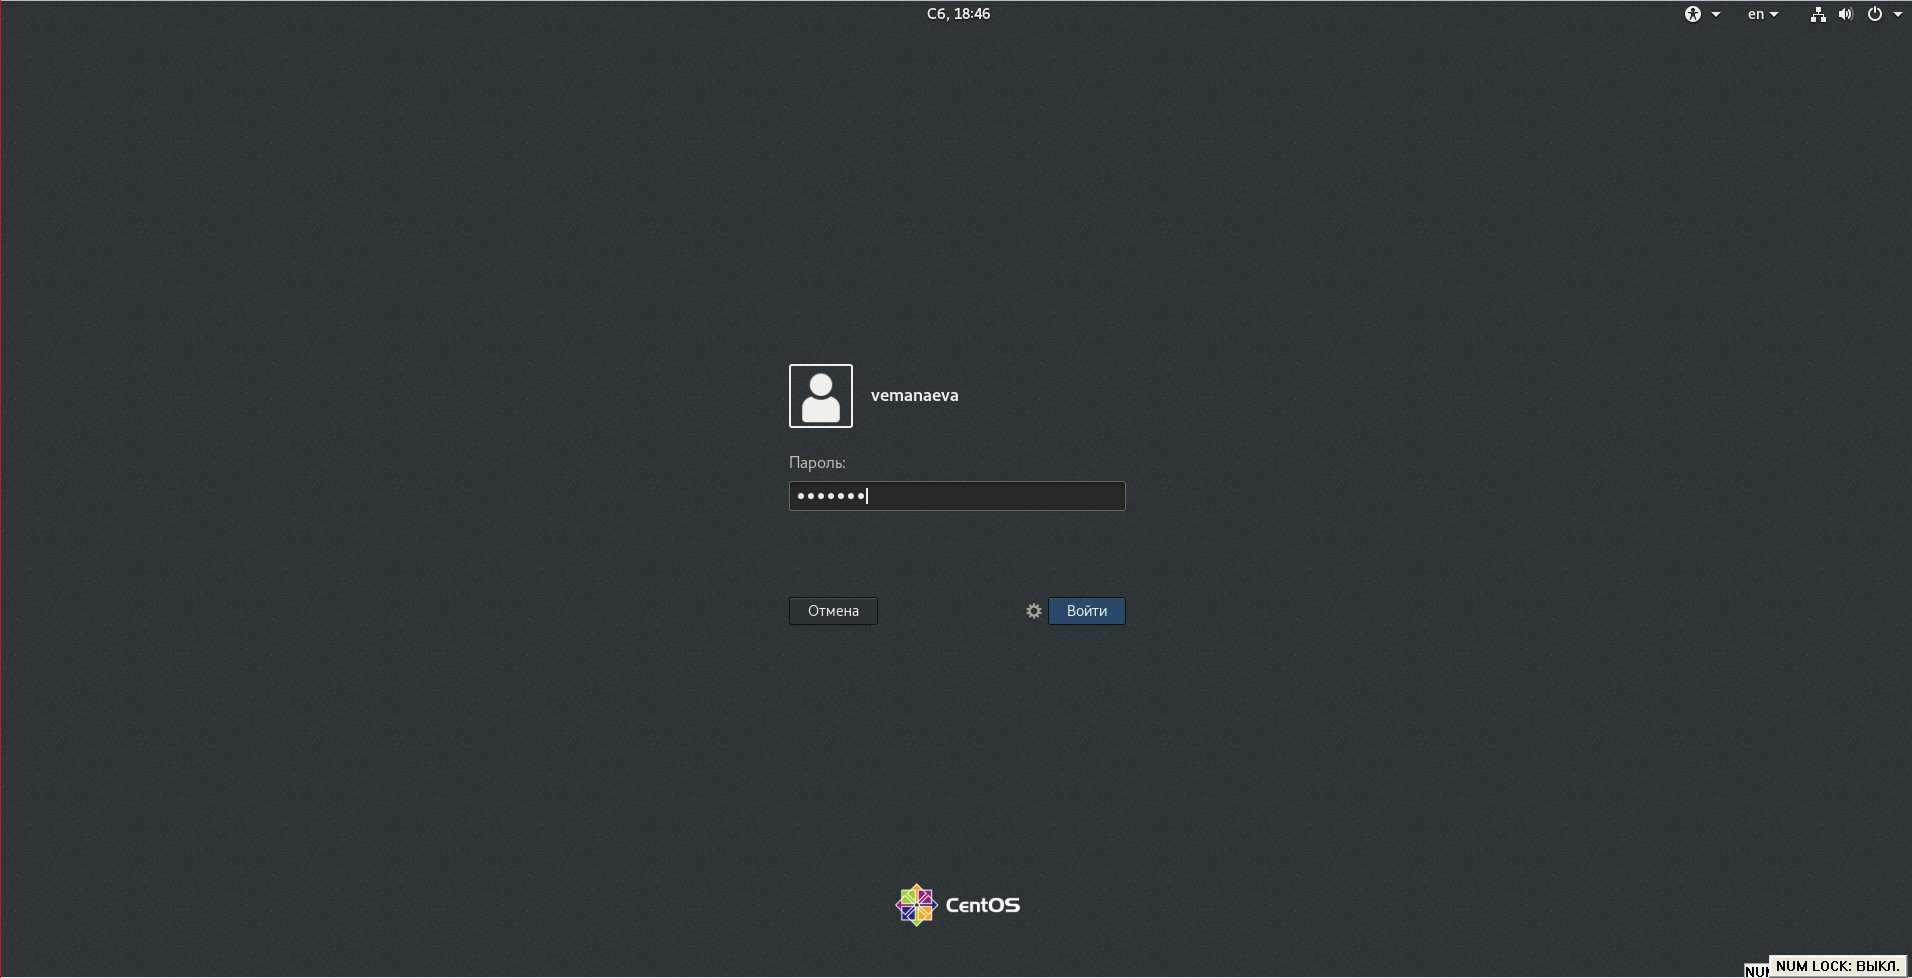 Сб, 18:46
en
vemanaeva
Пароль:
•••••••
Отмена
Войти
CentOS
NUM LOCK: ВЫКЛ.